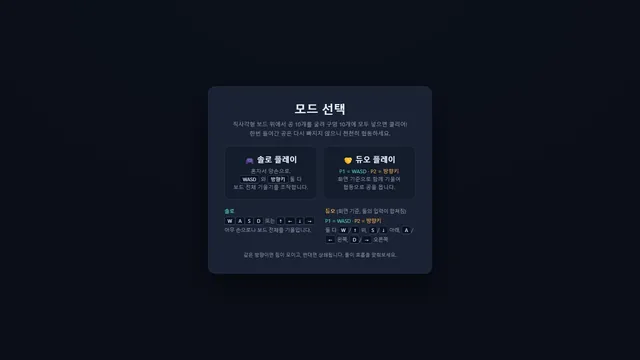 모드 선택
직사각형 보드 위에서 공 10개를 굴려 구멍 10개에 모두 넣으면 클리어!
한번 들어간 공은 다시 빠지지 않으니 천천히 협동하세요.
🎮 솔로 플레이
혼자서 양손으로,
WASD 와 방향키 둘 다
보드 전체 기울기를 조작합니다.
🤝 듀오 플레이
P1 = WASD · P2 = 방향키
화면 기준으로 함께 기울여
협동으로 공을 옮깁니다.
솔로
W A S D 또는 ↑ ← ↓ →
아무 손으로나 보드 전체를 기울입니다.
듀오 (화면 기준, 둘의 입력이 합쳐짐)
P1 = WASD · P2 = 방향키
둘 다 W / ↑ 위, S / ↓ 아래, A /
← 왼쪽, D / → 오른쪽
같은 방향이면 힘이 모이고, 반대면 상쇄됩니다. 둘이 호흡을 맞춰보세요.